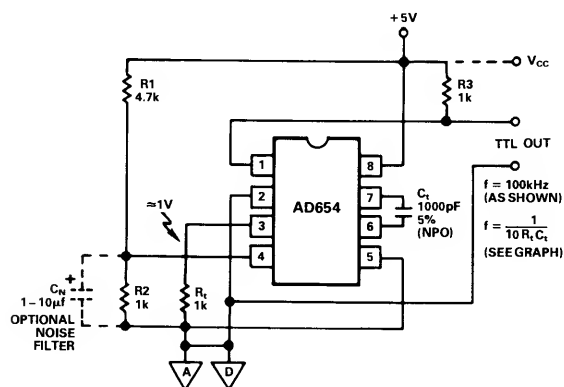 +5V
VCC
R1
4.7k
R3
1k
TTL OUT
1
8
2
7
3
6
4
5
AD654
Ct
1000pF
5%
(NPO)
f = 100kHz
(AS SHOWN)
f = 1
10 RtCt
(SEE GRAPH)
≈1V
+
CN
1–10µf
OPTIONAL
NOISE
FILTER
R2
1k
Rt
1k
A
D